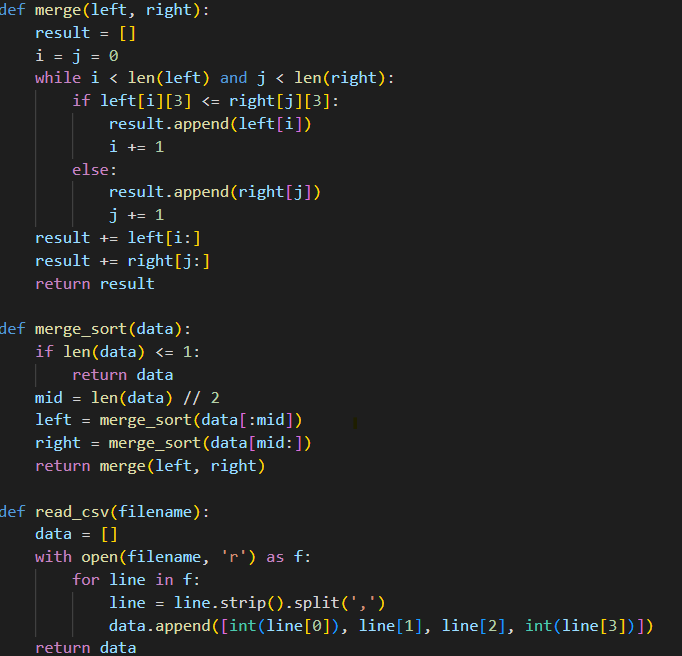 def merge(left, right):
    result = []
    i = j = 0
    while i < len(left) and j < len(right):
        if left[i][3] <= right[j][3]:
            result.append(left[i])
            i += 1
        else:
            result.append(right[j])
            j += 1
    result += left[i:]
    result += right[j:]
    return result

def merge_sort(data):
    if len(data) <= 1:
        return data
    mid = len(data) // 2
    left = merge_sort(data[:mid])
    right = merge_sort(data[mid:])
    return merge(left, right)

def read_csv(filename):
    data = []
    with open(filename, 'r') as f:
        for line in f:
            line = line.strip().split(',')
            data.append([int(line[0]), line[1], line[2], int(line[3])])
    return data